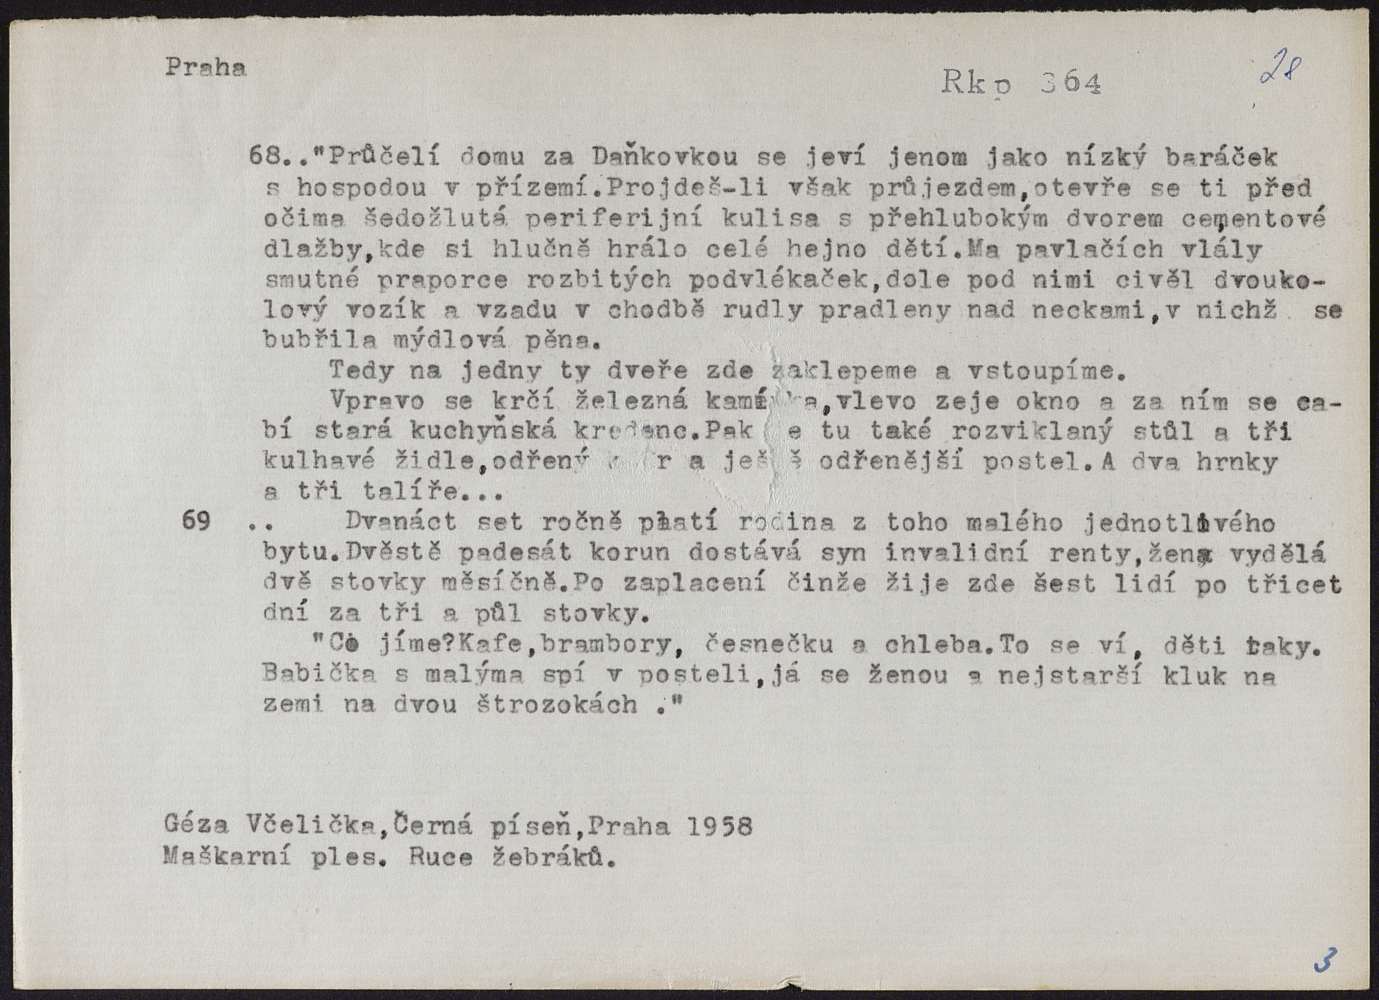 Praha
Rkp 364
28
68.."Průčelí domu za Daňkovkou se jeví jenom jako nízký baráček
s hospodou v přízemí.Projdeš-li však průjezdem,otevře se ti před
očima šedožlutá periferijní kulisa s přehlubokým dvorem cementové
dlažby,kde si hlučně hrálo celé hejno dětí.Ma pavlačích vlály
smutné praporce rozbitých podvlékaček,dole pod nimi civěl dvouko-
lový vozík a vzadu v chodbě rudly pradleny nad neckami,v nichž se
bubřila mýdlová pěna.
Tedy na jedny ty dveře zde zaklepeme a vstoupíme.
Vpravo se krčí železná kamínka,vlevo zeje okno a za ním se ca-
bí stará kuchyňská kredenc.Pak je tu také rozviklaný stůl a tři
kulhavé židle,odřený r a ještě odřenější postel.A dva hrnky
a tři talíře...
69 .. Dvanáct set ročně platí rodina z toho malého jednotlivého
bytu.Dvěstě padesát korun dostává syn invalidní renty,žena vydělá
dvě stovky měsíčně.Po zaplacení činže žije zde šest lidí po třicet
dní za tři a půl stovky.
"Co jíme?Kafe,brambory, česnečku a chleba.To se ví, děti taky.
Babička s malýma spí v posteli,já se ženou a nejstarší kluk na
zemi na dvou štrozokách ."
Géza Včelička,Černá píseň,Praha 1958
Maškarní ples. Ruce žebráků.
3